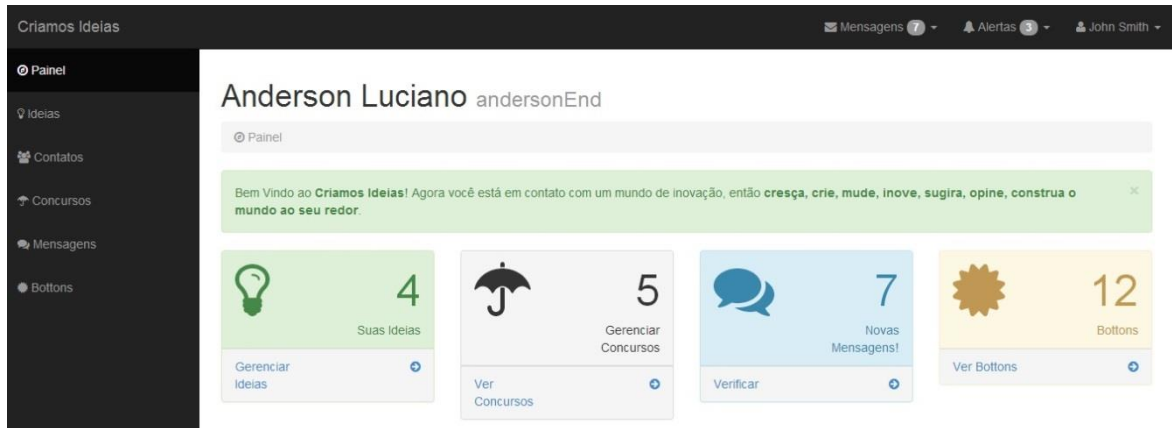 Criamos Ideias
Mensagens 7
Alertas 3
John Smith
Painel
Ideias
Contatos
Concursos
Mensagens
Bottons
Anderson Luciano andersonEnd
Painel
Bem Vindo ao Criamos Ideias! Agora você está em contato com um mundo de inovação, então cresça, crie, mude, inove, sugira, opine, construa o
mundo ao seu redor.
×
4
Suas Ideias
Gerenciar
Ideias
5
Gerenciar
Concursos
Ver
Concursos
7
Novas
Mensagens!
Verificar
12
Bottons
Ver Bottons